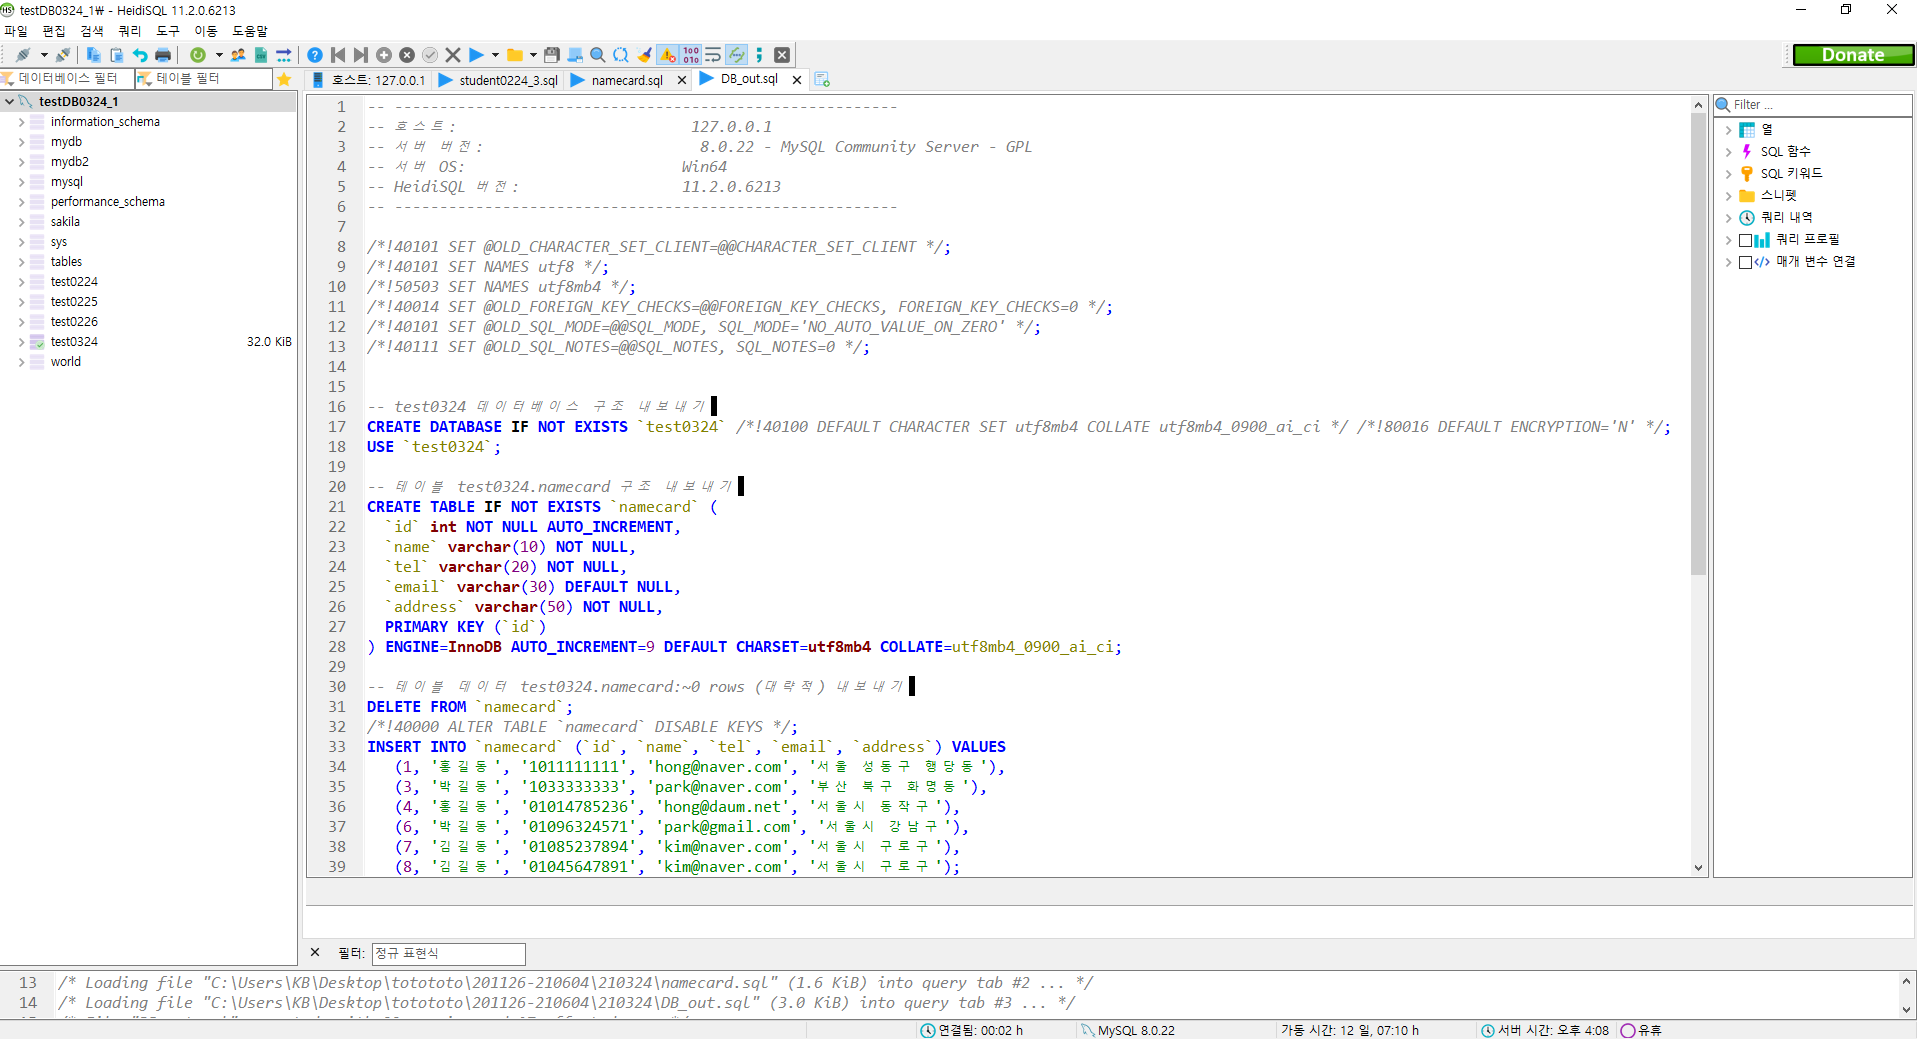 testDB0324_1₩ - HeidiSQL 11.2.0.6213
파일 편집 검색 쿼리 도구 이동 도움말
Donate
데이터베이스 필터 테이블 필터 호스트: 127.0.0.1 student0224_3.sql namecard.sql DB_out.sql
testDB0324_1
information_schema
mydb
mydb2
mysql
performance_schema
sakila
sys
tables
test0224
test0225
test0226
test0324 32.0 KiB
world
1 -- --------------------------------------------------------
2 -- 호스트: 127.0.0.1
3 -- 서버 버전: 8.0.22 - MySQL Community Server - GPL
4 -- 서버 OS: Win64
5 -- HeidiSQL 버전: 11.2.0.6213
6 -- --------------------------------------------------------
7
8 /*!40101 SET @OLD_CHARACTER_SET_CLIENT=@@CHARACTER_SET_CLIENT */;
9 /*!40101 SET NAMES utf8 */;
10 /*!50503 SET NAMES utf8mb4 */;
11 /*!40014 SET @OLD_FOREIGN_KEY_CHECKS=@@FOREIGN_KEY_CHECKS, FOREIGN_KEY_CHECKS=0 */;
12 /*!40101 SET @OLD_SQL_MODE=@@SQL_MODE, SQL_MODE='NO_AUTO_VALUE_ON_ZERO' */;
13 /*!40111 SET @OLD_SQL_NOTES=@@SQL_NOTES, SQL_NOTES=0 */;
14
15
16 -- test0324 데이터베이스 구조 내보내기
17 CREATE DATABASE IF NOT EXISTS `test0324` /*!40100 DEFAULT CHARACTER SET utf8mb4 COLLATE utf8mb4_0900_ai_ci */ /*!80016 DEFAULT ENCRYPTION='N' */;
18 USE `test0324`;
19
20 -- 테이블 test0324.namecard 구조 내보내기
21 CREATE TABLE IF NOT EXISTS `namecard` (
22 `id` int NOT NULL AUTO_INCREMENT,
23 `name` varchar(10) NOT NULL,
24 `tel` varchar(20) NOT NULL,
25 `email` varchar(30) DEFAULT NULL,
26 `address` varchar(50) NOT NULL,
27 PRIMARY KEY (`id`)
28 ) ENGINE=InnoDB AUTO_INCREMENT=9 DEFAULT CHARSET=utf8mb4 COLLATE=utf8mb4_0900_ai_ci;
29
30 -- 테이블 데이터 test0324.namecard:~0 rows (대략적) 내보내기
31 DELETE FROM `namecard`;
32 /*!40000 ALTER TABLE `namecard` DISABLE KEYS */;
33 INSERT INTO `namecard` (`id`, `name`, `tel`, `email`, `address`) VALUES
34 (1, '홍길동', '1011111111', 'hong@naver.com', '서울 성동구 행당동'),
35 (3, '박길동', '1033333333', 'park@naver.com', '부산 북구 화명동'),
36 (4, '홍길동', '01014785236', 'hong@daum.net', '서울시 동작구'),
37 (6, '박길동', '01096324571', 'park@gmail.com', '서울시 강남구'),
38 (7, '김길동', '01085237894', 'kim@naver.com', '서울시 구로구'),
39 (8, '김길동', '01045647891', 'kim@naver.com', '서울시 구로구');
Filter ...
열
SQL 함수
SQL 키워드
스니펫
쿼리 내역
쿼리 프로필
매개 변수 연결
필터: 정규 표현식
13 /* Loading file "C:\Users\KB\Desktop\totototo\201126-210604\210324\namecard.sql" (1.6 KiB) into query tab #2 ... */
14 /* Loading file "C:\Users\KB\Desktop\totototo\201126-210604\210324\DB_out.sql" (3.0 KiB) into query tab #3 ... */
연결됨: 00:02 h MySQL 8.0.22 가동 시간: 12 일, 07:10 h 서버 시간: 오후 4:08 유휴